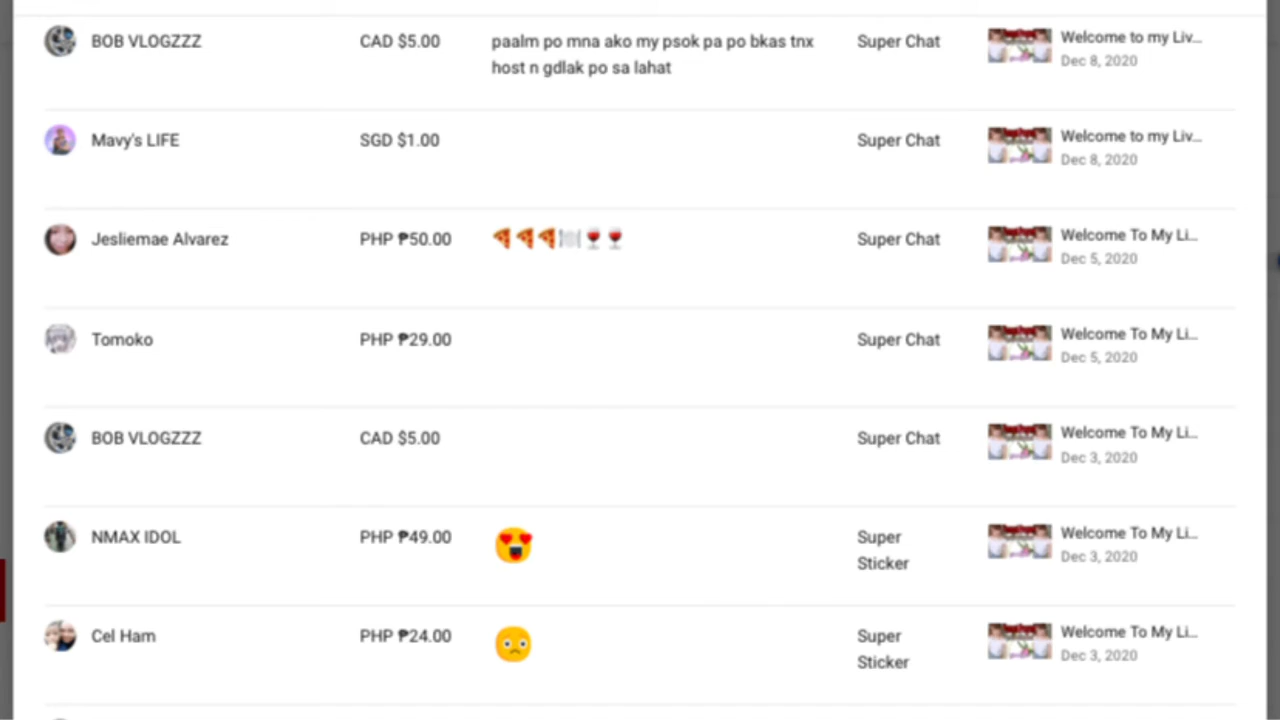 BOB VLOGZZZ CAD $5.00 paalm po mna ako my psok pa po bkas tnx Super Chat Welcome to my Liv...
host n gdlak po sa lahat Dec 8, 2020
Mavy's LIFE SGD $1.00 Super Chat Welcome to my Liv...
Dec 8, 2020
Jesliemae Alvarez PHP ₱50.00 🍕🍕🍕🍽️🍷🍷 Super Chat Welcome To My Li...
Dec 5, 2020
Tomoko PHP ₱29.00 Super Chat Welcome To My Li...
Dec 5, 2020
BOB VLOGZZZ CAD $5.00 Super Chat Welcome To My Li...
Dec 3, 2020
NMAX IDOL PHP ₱49.00 Super Welcome To My Li...
Sticker Dec 3, 2020
Cel Ham PHP ₱24.00 Super Welcome To My Li...
Sticker Dec 3, 2020